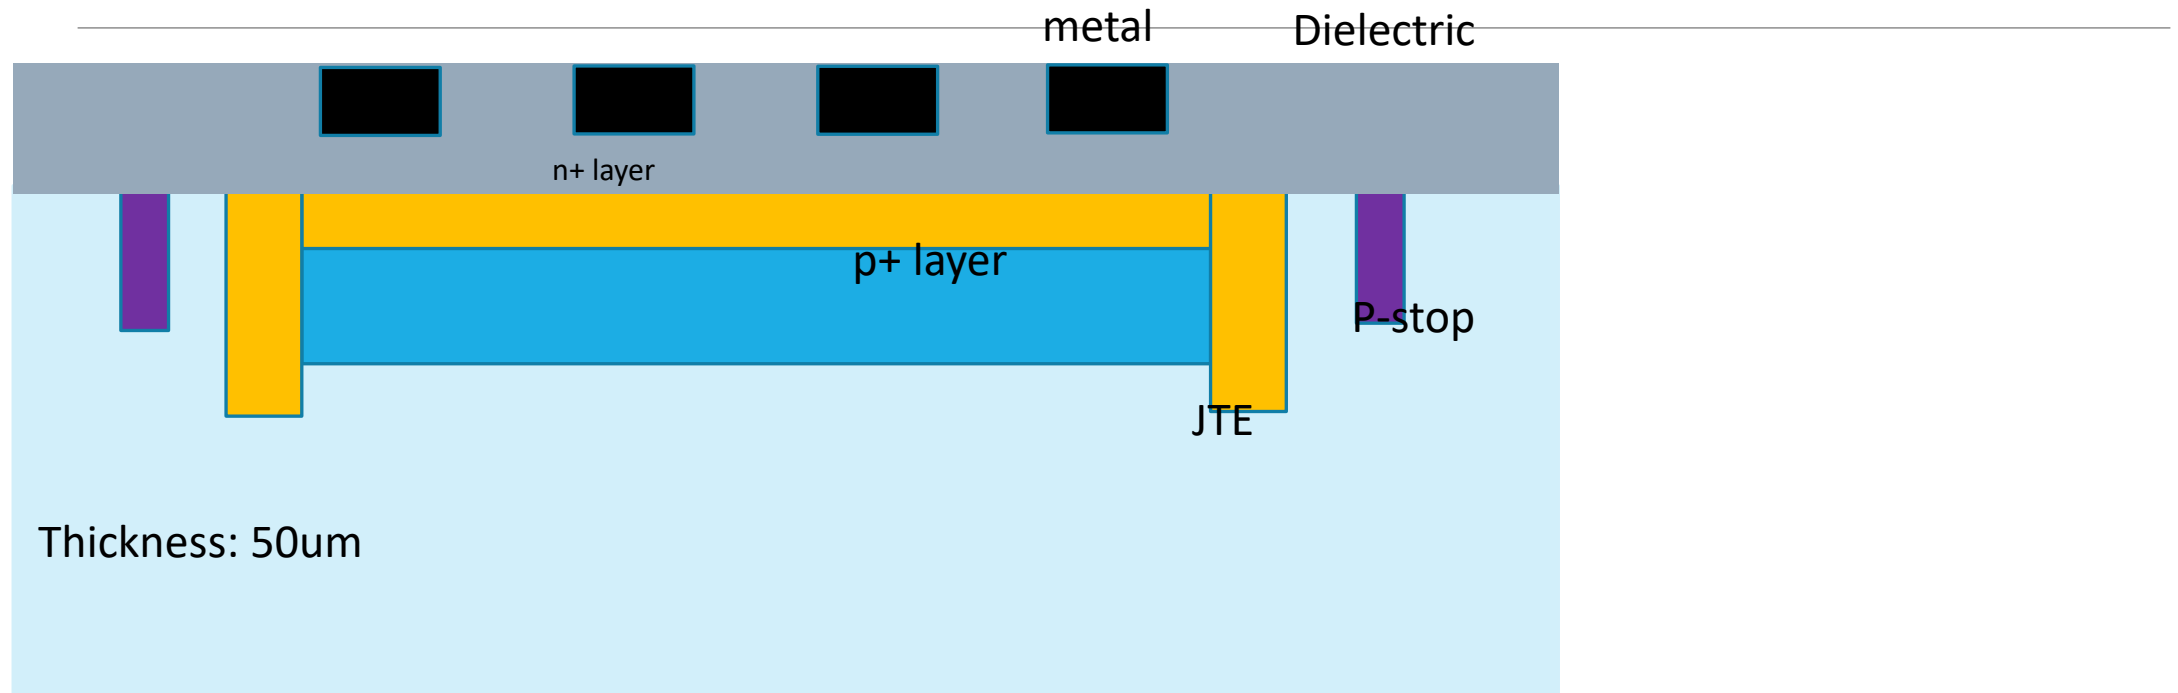 metal
Dielectric
n+ layer
p+ layer
P-stop
JTE
Thickness: 50um